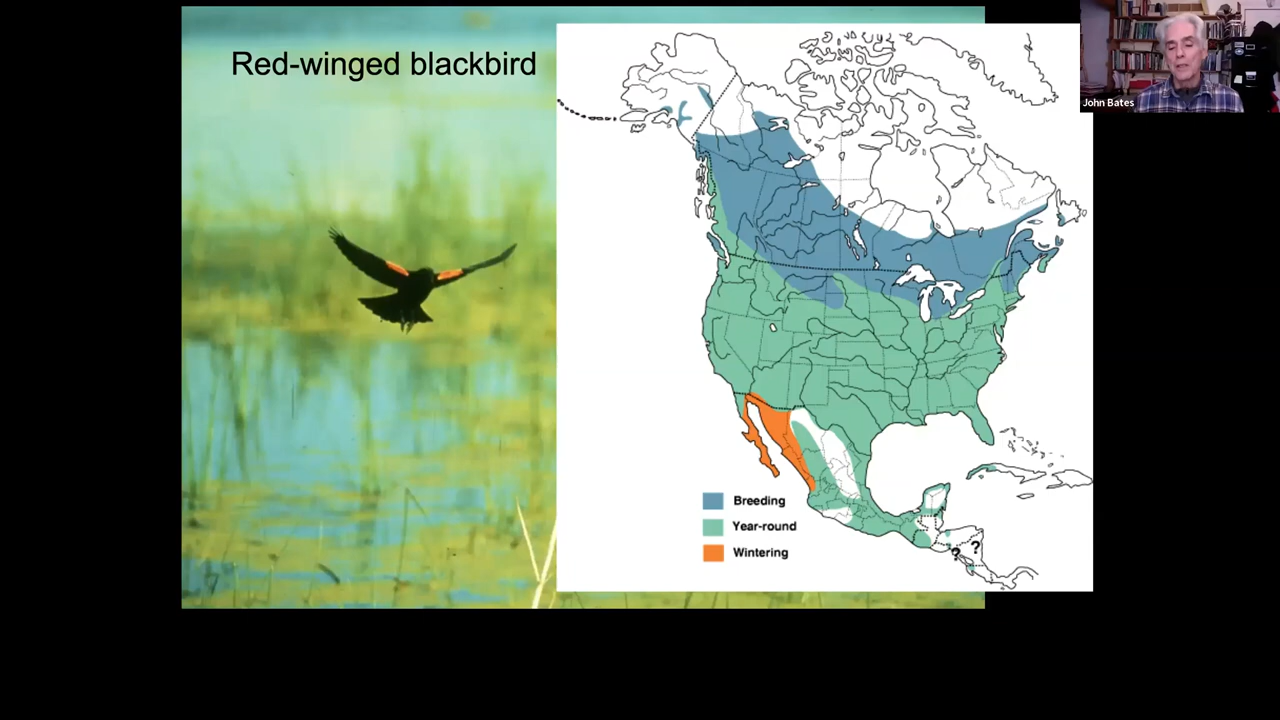 Red-winged blackbird
John Bates
Breeding
Year-round
Wintering
? ?